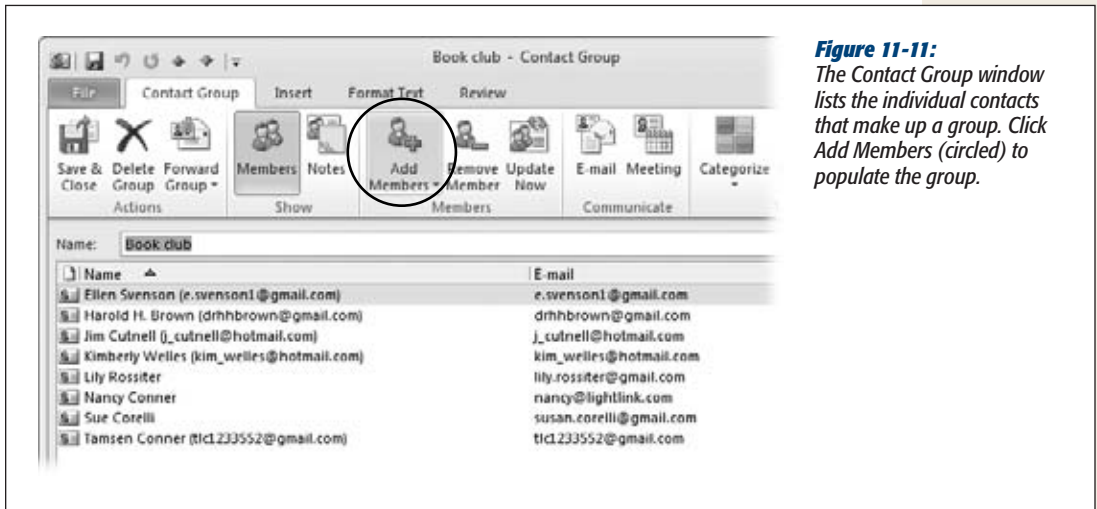 Book club - Contact Group
Figure 11-11:
The Contact Group window
lists the individual contacts
that make up a group. Click
Add Members (circled) to
populate the group.
File Contact Group Insert Format Text Review
Save & Close Delete Group Forward Group Members Notes Add Members Remove Member Update Now E-mail Meeting Categorize
Actions Show Members Communicate
Name: Book club
Name E-mail
Ellen Svenson (e.svenson1@gmail.com) e.svenson1@gmail.com
Harold H. Brown (drhhbrown@gmail.com) drhhbrown@gmail.com
Jim Cutnell (j_cutnell@hotmail.com) j_cutnell@hotmail.com
Kimberly Welles (kim_welles@hotmail.com) kim_welles@hotmail.com
Lily Rossiter lily.rossiter@gmail.com
Nancy Conner nancy@lightlink.com
Sue Corelli susan.corelli@gmail.com
Tamsen Conner (tlc1233552@gmail.com) tlc1233552@gmail.com